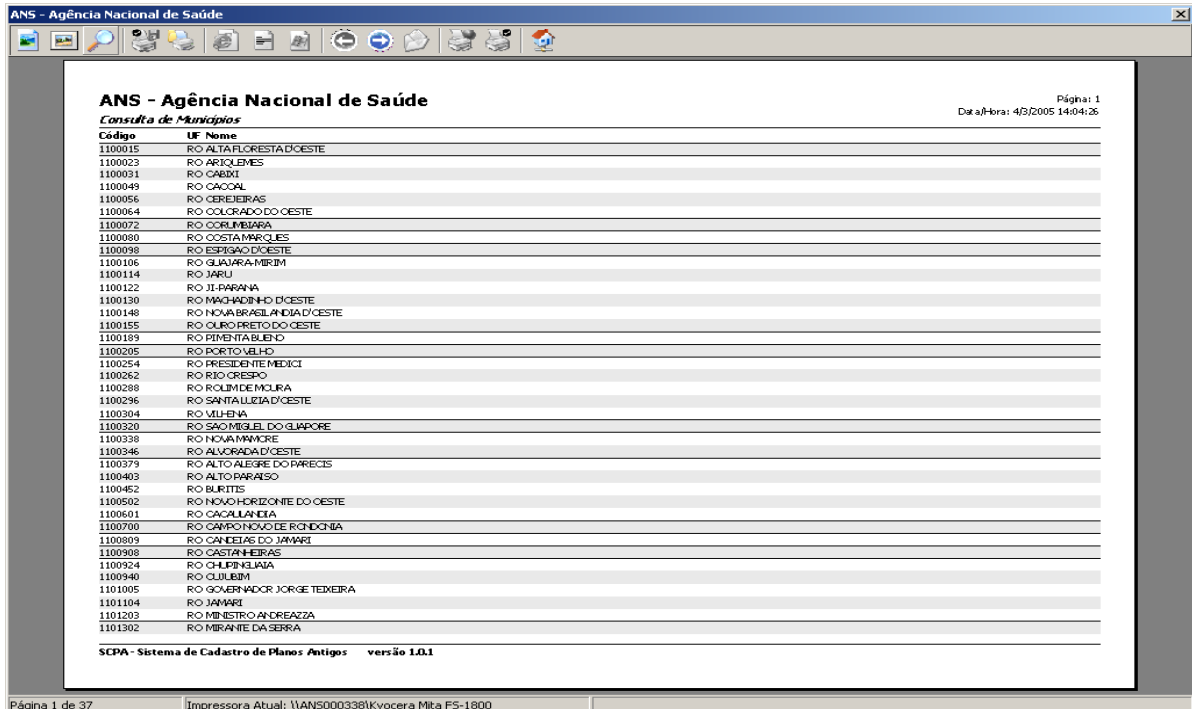 ANS - Agência Nacional de Saúde
ANS - Agência Nacional de Saúde
Página: 1
Consulta de Municípios
Data/Hora: 4/3/2005 14:04:26
Código UF Nome
1100015 RO ALTA FLORESTA D'OESTE
1100023 RO ARIQUEMES
1100031 RO CABIXI
1100049 RO CACOAL
1100056 RO CEREJEIRAS
1100064 RO COLORADO DO OESTE
1100072 RO CORUMBIARA
1100080 RO COSTA MARQUES
1100098 RO ESPIGAO D'OESTE
1100106 RO GUAJARA-MIRIM
1100114 RO JARU
1100122 RO JI-PARANA
1100130 RO MACHADINHO D'OESTE
1100148 RO NOVA BRASILANDIA D'OESTE
1100155 RO OURO PRETO DO OESTE
1100189 RO PIMENTA BUENO
1100205 RO PORTO VELHO
1100254 RO PRESIDENTE MEDICI
1100262 RO RIO CRESPO
1100288 RO ROLIM DE MOURA
1100296 RO SANTA LUZIA D'OESTE
1100304 RO VILHENA
1100320 RO SAO MIGUEL DO GUAPORE
1100338 RO NOVA MAMORE
1100346 RO ALVORADA D'OESTE
1100379 RO ALTO ALEGRE DO PARECIS
1100403 RO ALTO PARAISO
1100452 RO BURITIS
1100502 RO NOVO HORIZONTE DO OESTE
1100601 RO CACAULANDIA
1100700 RO CAMPO NOVO DE RONDONIA
1100809 RO CANDEIAS DO JAMARI
1100908 RO CASTANHEIRAS
1100924 RO CHUPINGUAIA
1100940 RO CUJUBIM
1101005 RO GOVERNADOR JORGE TEIXEIRA
1101104 RO JAMARI
1101203 RO MINISTRO ANDREAZZA
1101302 RO MIRANTE DA SERRA
SCPA - Sistema de Cadastro de Planos Antigos versão 1.0.1
Página 1 de 37 Impressora Atual: \\ANS000338\Kyocera Mita FS-1800